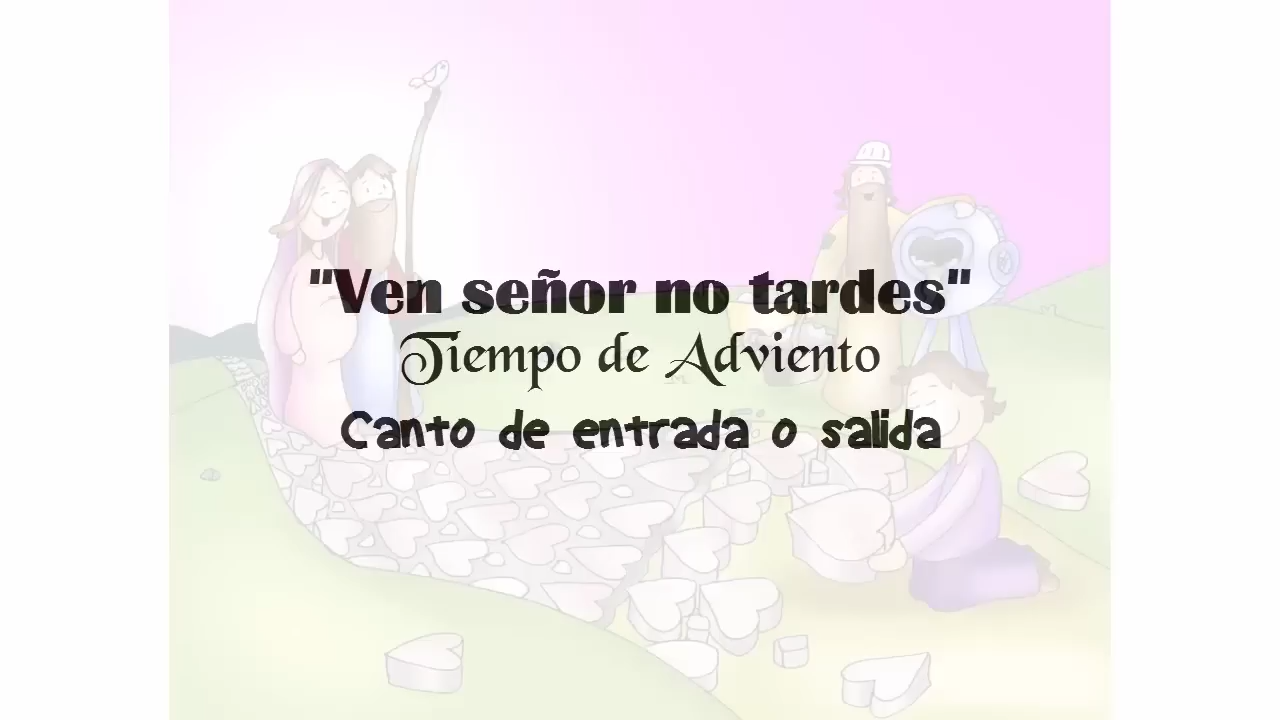 "Ven señor no tardes"
Tiempo de Adviento
Canto de entrada o salida